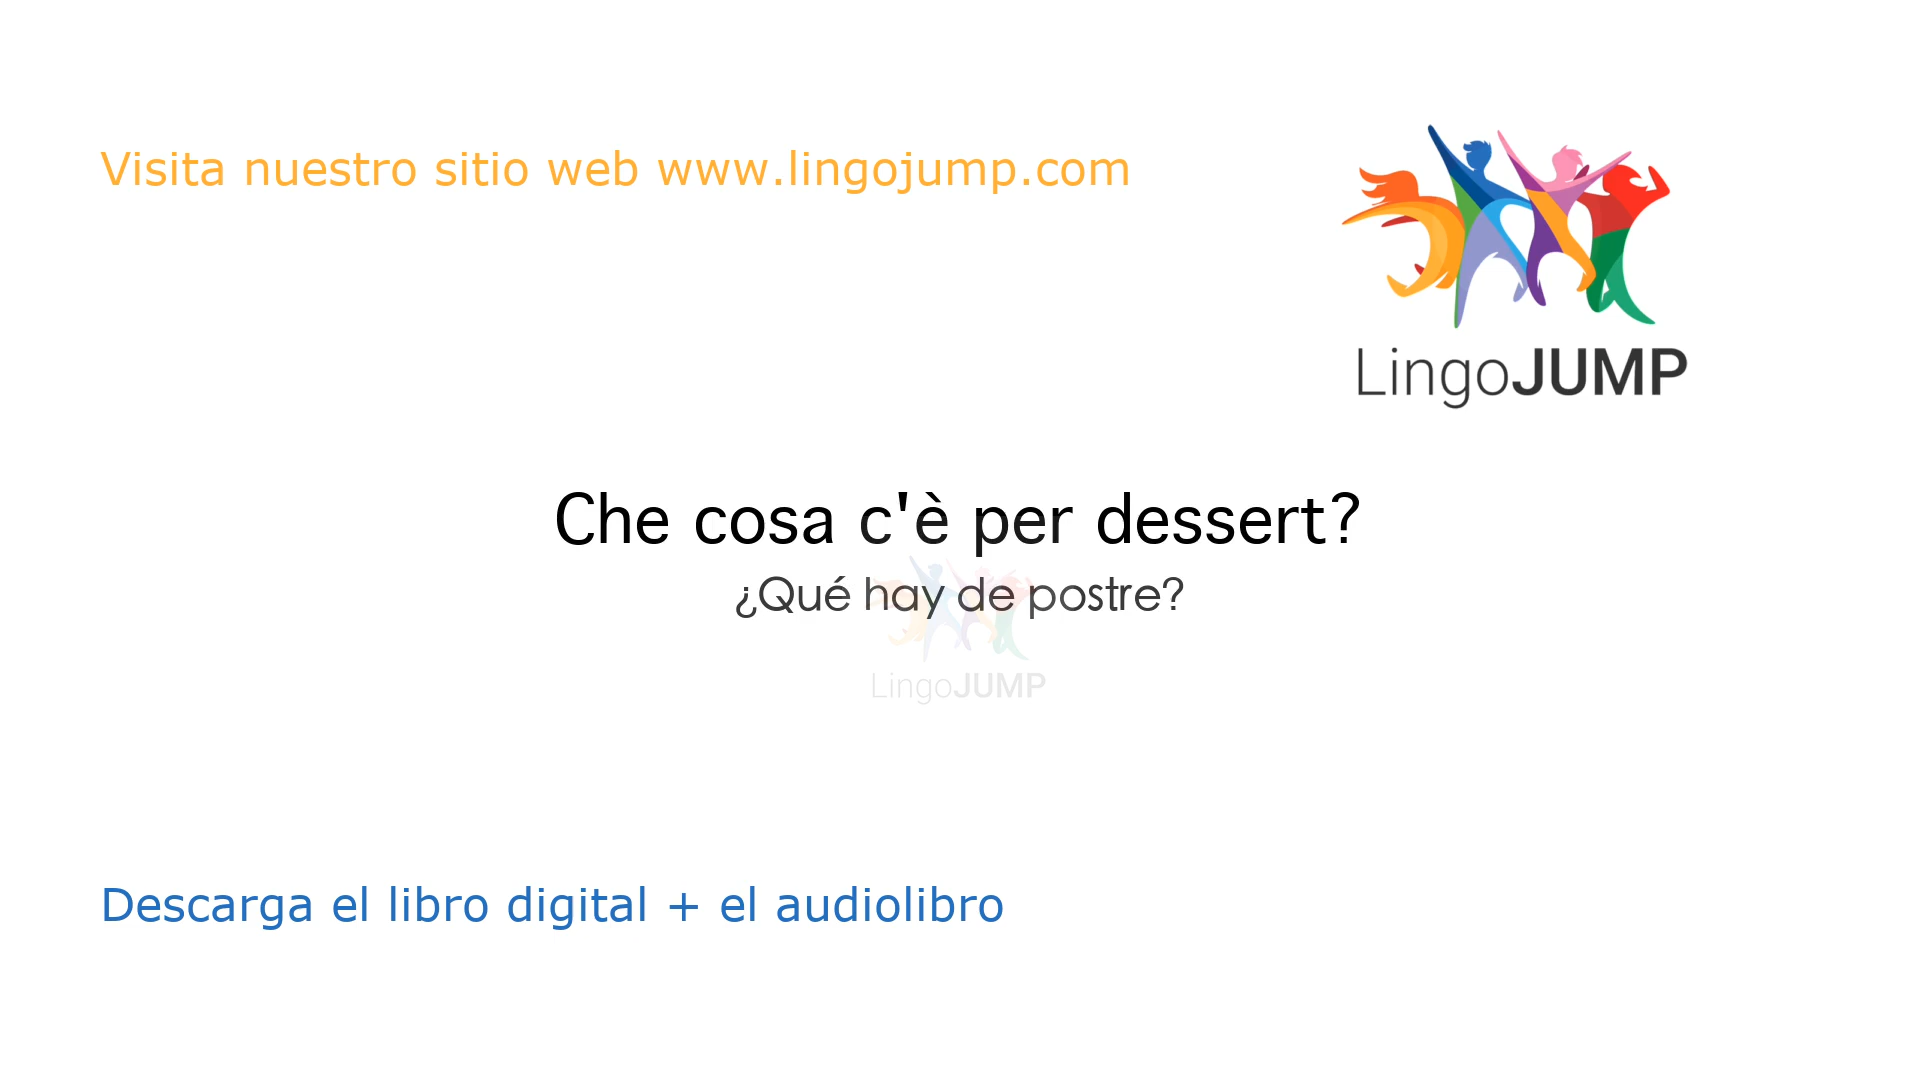 Visita nuestro sitio web www.lingojump.com
LingoJUMP
Che cosa c'è per dessert?
¿Qué hay de postre?
LingoJUMP
Descarga el libro digital + el audiolibro